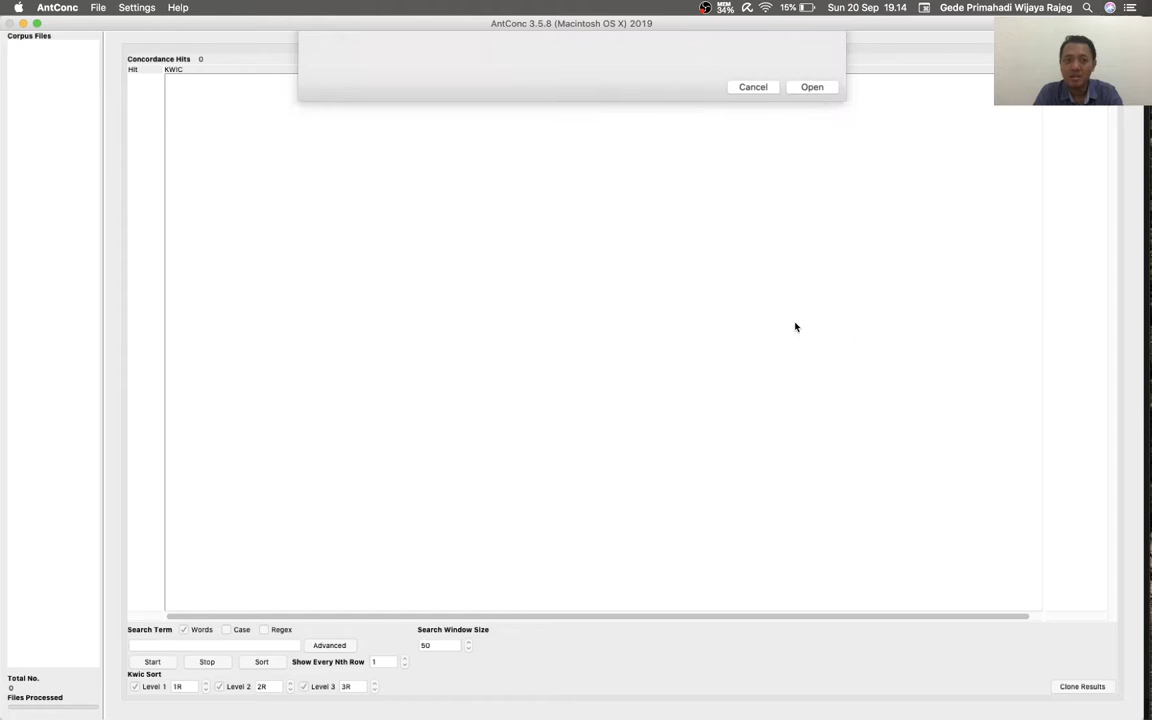 AntConc File Settings Help MEM 34% 15% Sun 20 Sep 19.14 Gede Primahadi Wijaya Rajeg
AntConc 3.5.8 (Macintosh OS X) 2019
Corpus Files
Concordance Hits 0
Hit KWIC
Cancel Open
Search Term Words Case Regex Search Window Size
Advanced 50
Start Stop Sort Show Every Nth Row 1
Kwic Sort
Level 1 1R Level 2 2R Level 3 3R Clone Results
Total No.
0
Files Processed